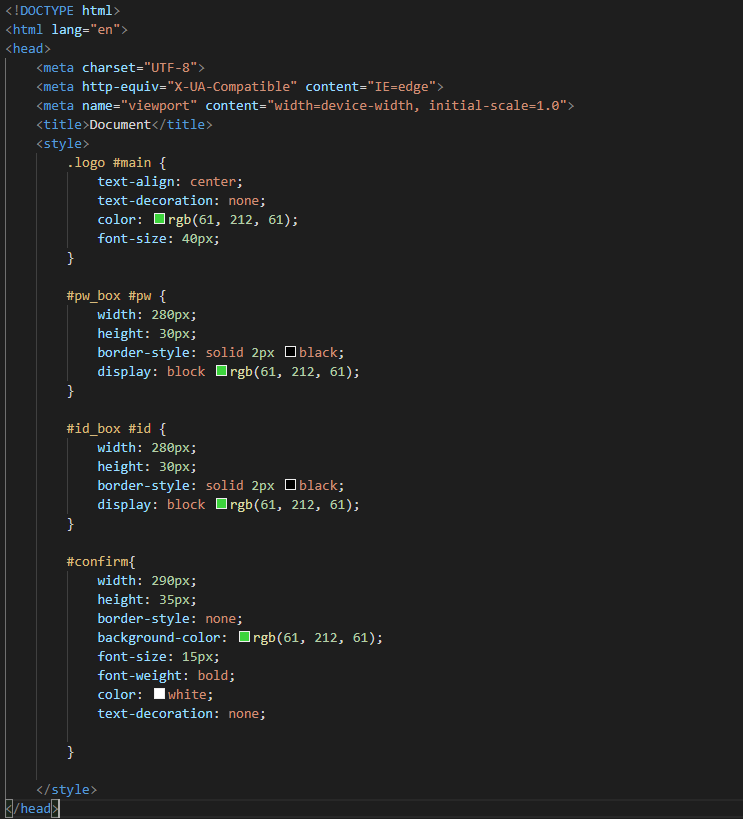 <!DOCTYPE html>
<html lang="en">
<head>
    <meta charset="UTF-8">
    <meta http-equiv="X-UA-Compatible" content="IE=edge">
    <meta name="viewport" content="width=device-width, initial-scale=1.0">
    <title>Document</title>
    <style>
        .logo #main {
            text-align: center;
            text-decoration: none;
            color: rgb(61, 212, 61);
            font-size: 40px;
        }

        #pw_box #pw {
            width: 280px;
            height: 30px;
            border-style: solid 2px black;
            display: block rgb(61, 212, 61);
        }

        #id_box #id {
            width: 280px;
            height: 30px;
            border-style: solid 2px black;
            display: block rgb(61, 212, 61);
        }

        #confirm{
            width: 290px;
            height: 35px;
            border-style: none;
            background-color: rgb(61, 212, 61);
            font-size: 15px;
            font-weight: bold;
            color: white;
            text-decoration: none;

        }

    </style>
</head>